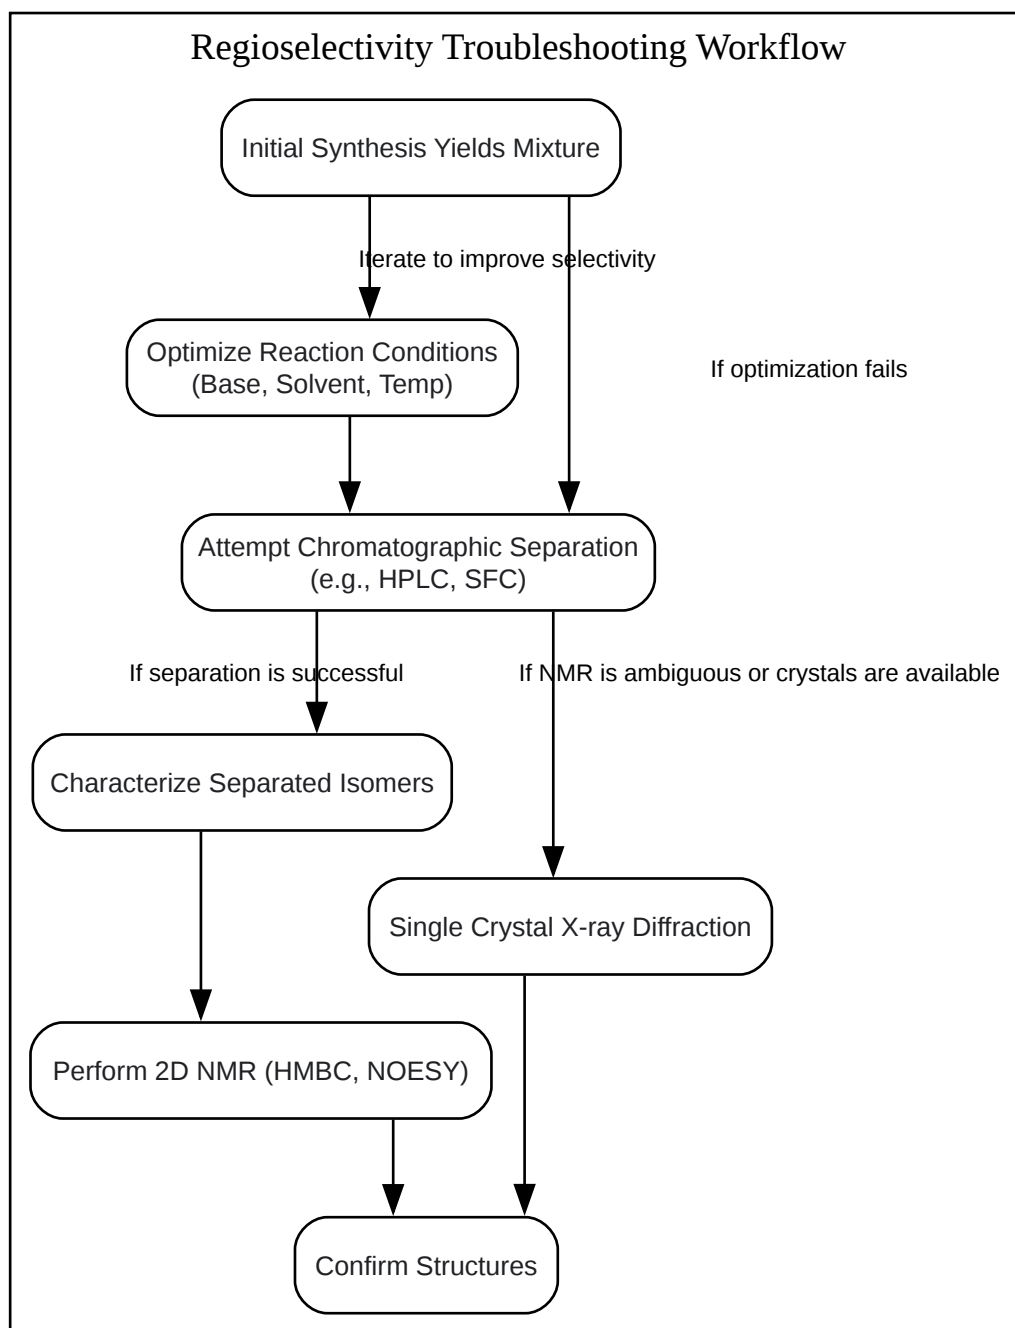 Regioselectivity Troubleshooting Workflow
Initial Synthesis Yields Mixture
Iterate to improve selectivity
Optimize Reaction Conditions
(Base, Solvent, Temp)
If optimization fails
Attempt Chromatographic Separation
(e.g., HPLC, SFC)
If separation is successful
If NMR is ambiguous or crystals are available
Characterize Separated Isomers
Single Crystal X-ray Diffraction
Perform 2D NMR (HMBC, NOESY)
Confirm Structures